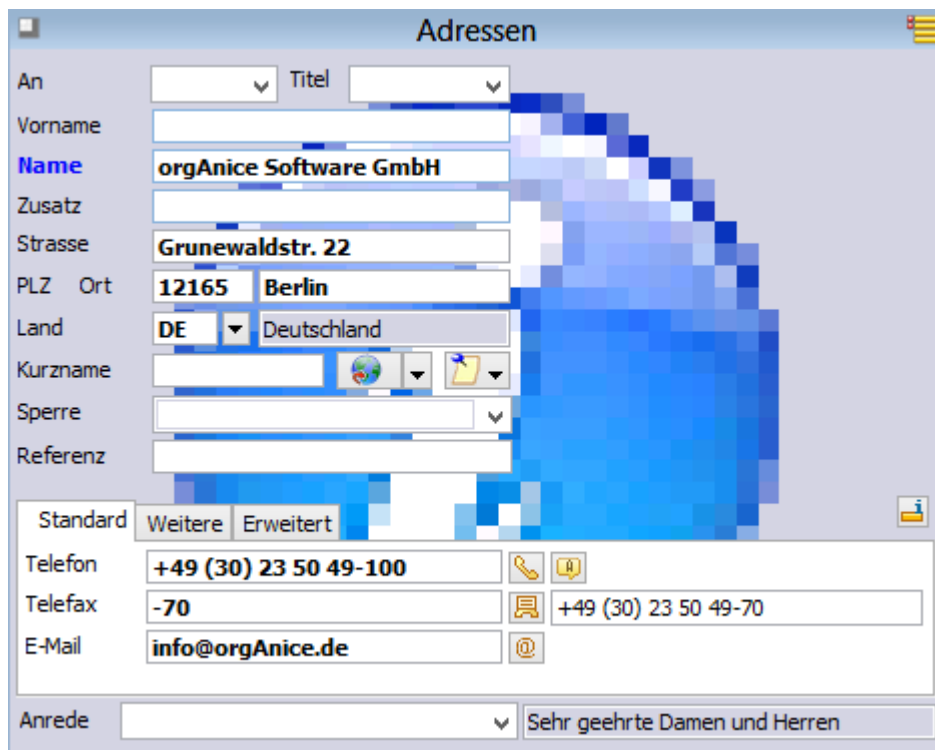 Adressen
An Titel
Vorname
Name orgAnice Software GmbH
Zusatz
Strasse Grunewaldstr. 22
PLZ Ort 12165 Berlin
Land DE Deutschland
Kurzname
Sperre
Referenz
Standard Weitere Erweitert
Telefon +49 (30) 23 50 49-100
Telefax -70 +49 (30) 23 50 49-70
E-Mail info@orgAnice.de @
Anrede Sehr geehrte Damen und Herren